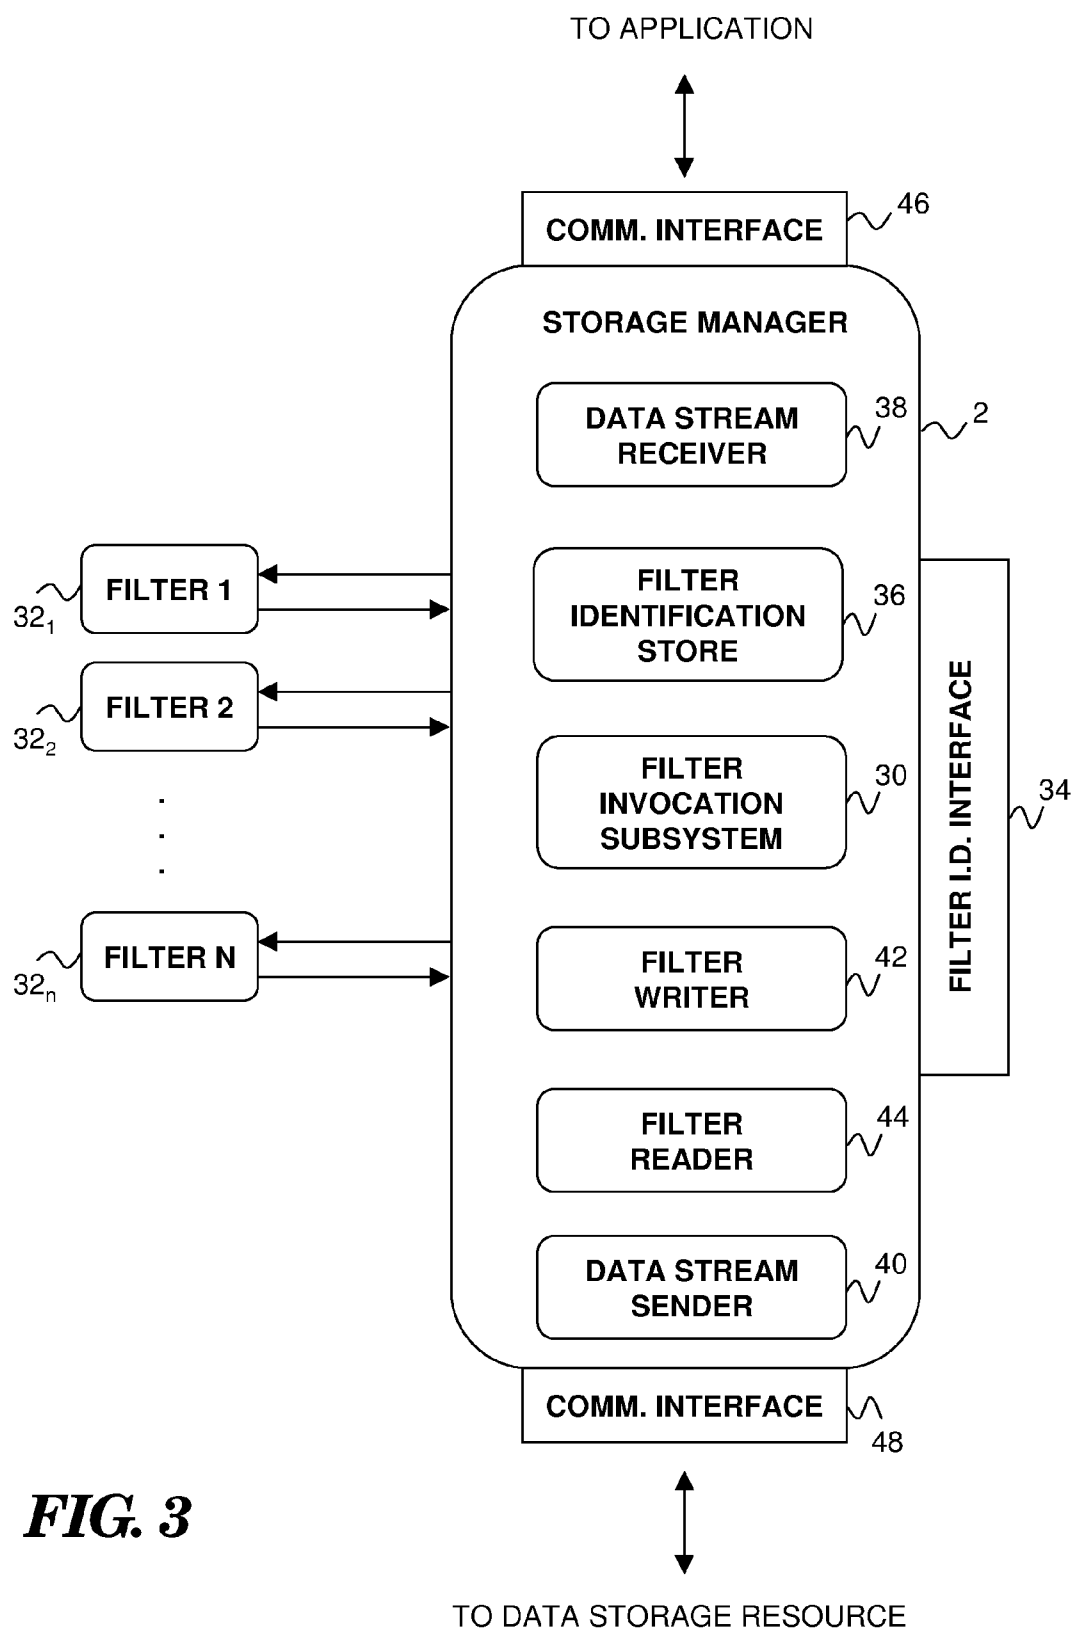 TO APPLICATION
COMM. INTERFACE
46
STORAGE MANAGER
DATA STREAM
RECEIVER
38
2
FILTER 1
32₁
FILTER
IDENTIFICATION
STORE
36
FILTER 2
32₂
FILTER
INVOCATION
SUBSYSTEM
30
FILTER I.D. INTERFACE
34
.
.
.
FILTER N
32ₙ
FILTER
WRITER
42
FILTER
READER
44
DATA STREAM
SENDER
40
COMM. INTERFACE
48
FIG. 3
TO DATA STORAGE RESOURCE